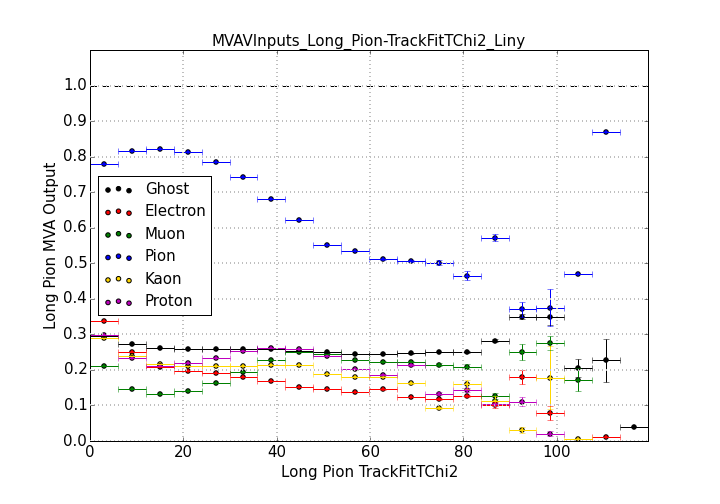 MVAVInputs_Long_Pion-TrackFitTChi2_Liny
Long Pion MVA Output
1.0
0.9
0.8
0.7
0.6
0.5
0.4
0.3
0.2
0.1
0.0
Ghost
Electron
Muon
Pion
Kaon
Proton
0 20 40 60 80 100
Long Pion TrackFitTChi2